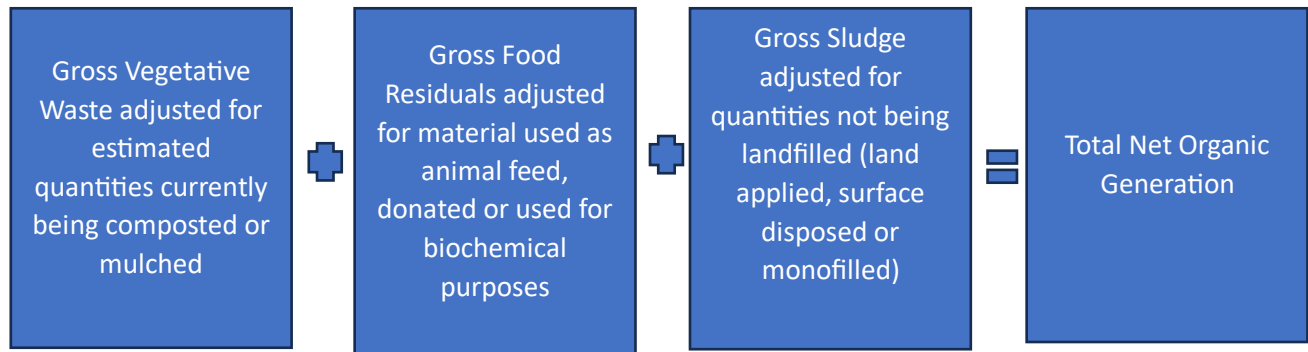 Gross Vegetative
Waste adjusted for
estimated
quantities currently
being composted or
mulched
Gross Food
Residuals adjusted
for material used as
animal feed,
donated or used for
biochemical
purposes
Gross Sludge
adjusted for
quantities not being
landfilled (land
applied, surface
disposed or
monofilled)
Total Net Organic
Generation